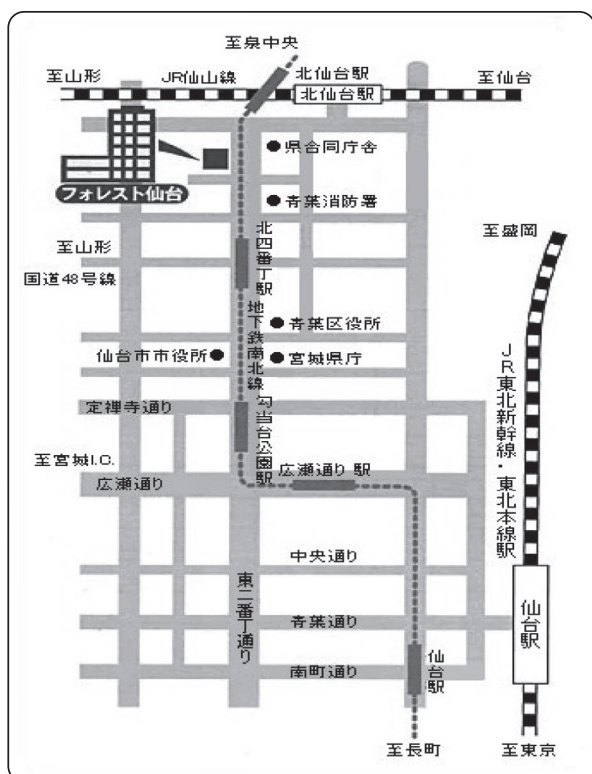 至泉中央
至山形
JR仙山線
北仙台駅
至仙台
北仙台駅
県合同庁舎
フォレスト仙台
青葉消防署
至盛岡
北四番丁駅
至山形
国道48号線
地下鉄南北線
青葉区役所
仙台市市役所
宮城県庁
JR東北新幹線・東北本線駅
定禅寺通り
勾当台公園駅
至宮城I.C.
広瀬通り 駅
広瀬通り
中央通り
東二番丁通り
青葉通り
仙台駅
南町通り
仙台駅
至長町
至東京